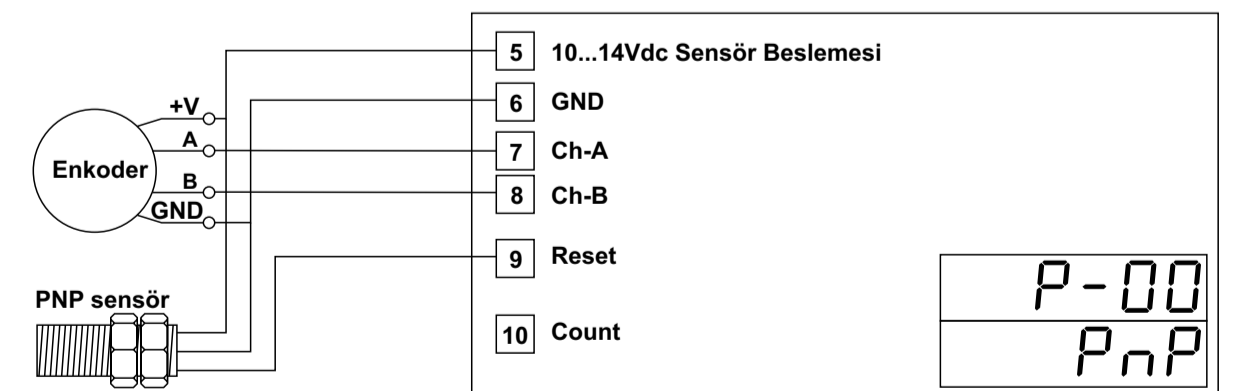 5 10...14Vdc Sensör Beslemesi
6 GND
+V
A
7 Ch-A
Enkoder
B
8 Ch-B
GND
9 Reset
P-00
PNP sensör
10 Count
PnP